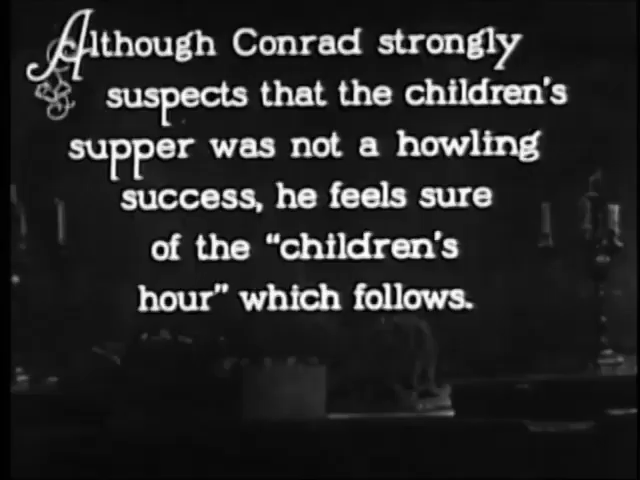 Although Conrad strongly
suspects that the children's
supper was not a howling
success, he feels sure
of the "children's
hour" which follows.